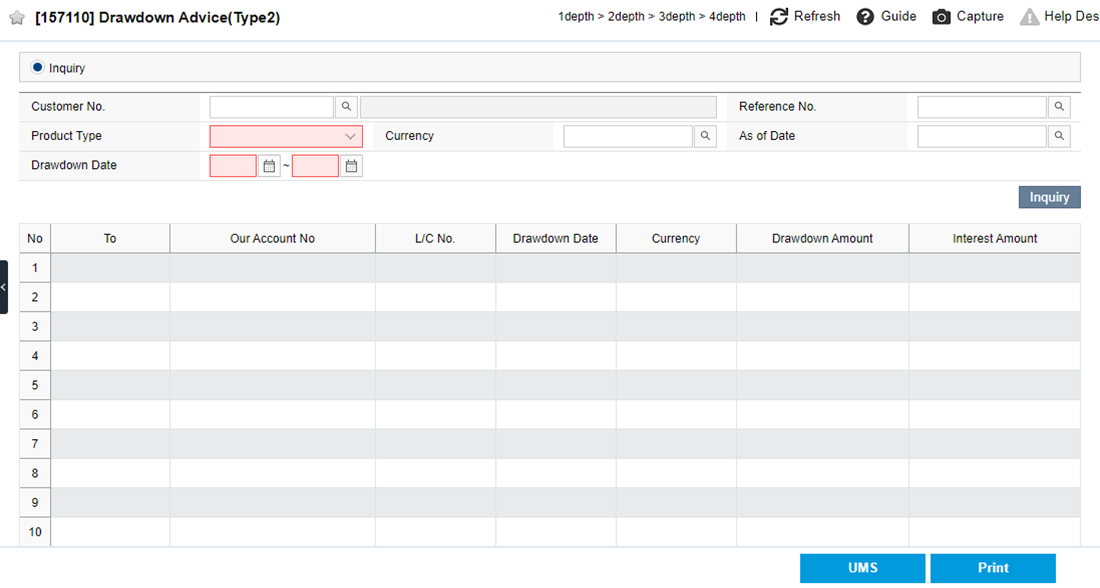 [157110] Drawdown Advice(Type2) 1depth > 2depth > 3depth > 4depth | Refresh Guide Capture Help Des
Inquiry
Customer No. Reference No.
Product Type Currency As of Date
Drawdown Date ~
Inquiry
No To Our Account No L/C No. Drawdown Date Currency Drawdown Amount Interest Amount
1
2
3
4
5
6
7
8
9
10
UMS Print